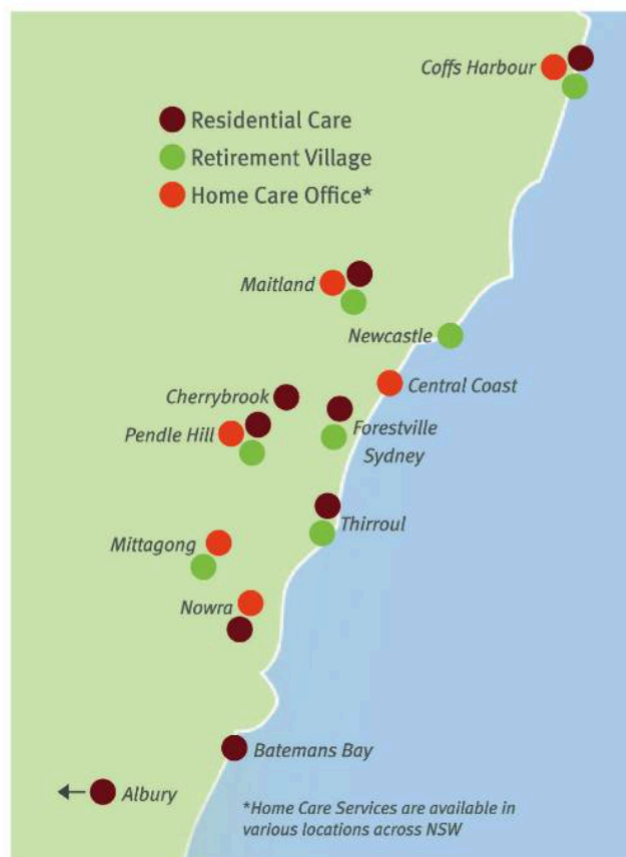 Coffs Harbour
Residential Care
Retirement Village
Home Care Office*
Maitland
Newcastle
Central Coast
Cherrybrook
Pendle Hill
Forestville
Sydney
Thirroul
Mittagong
Nowra
Batemans Bay
Albury
*Home Care Services are available in
various locations across NSW